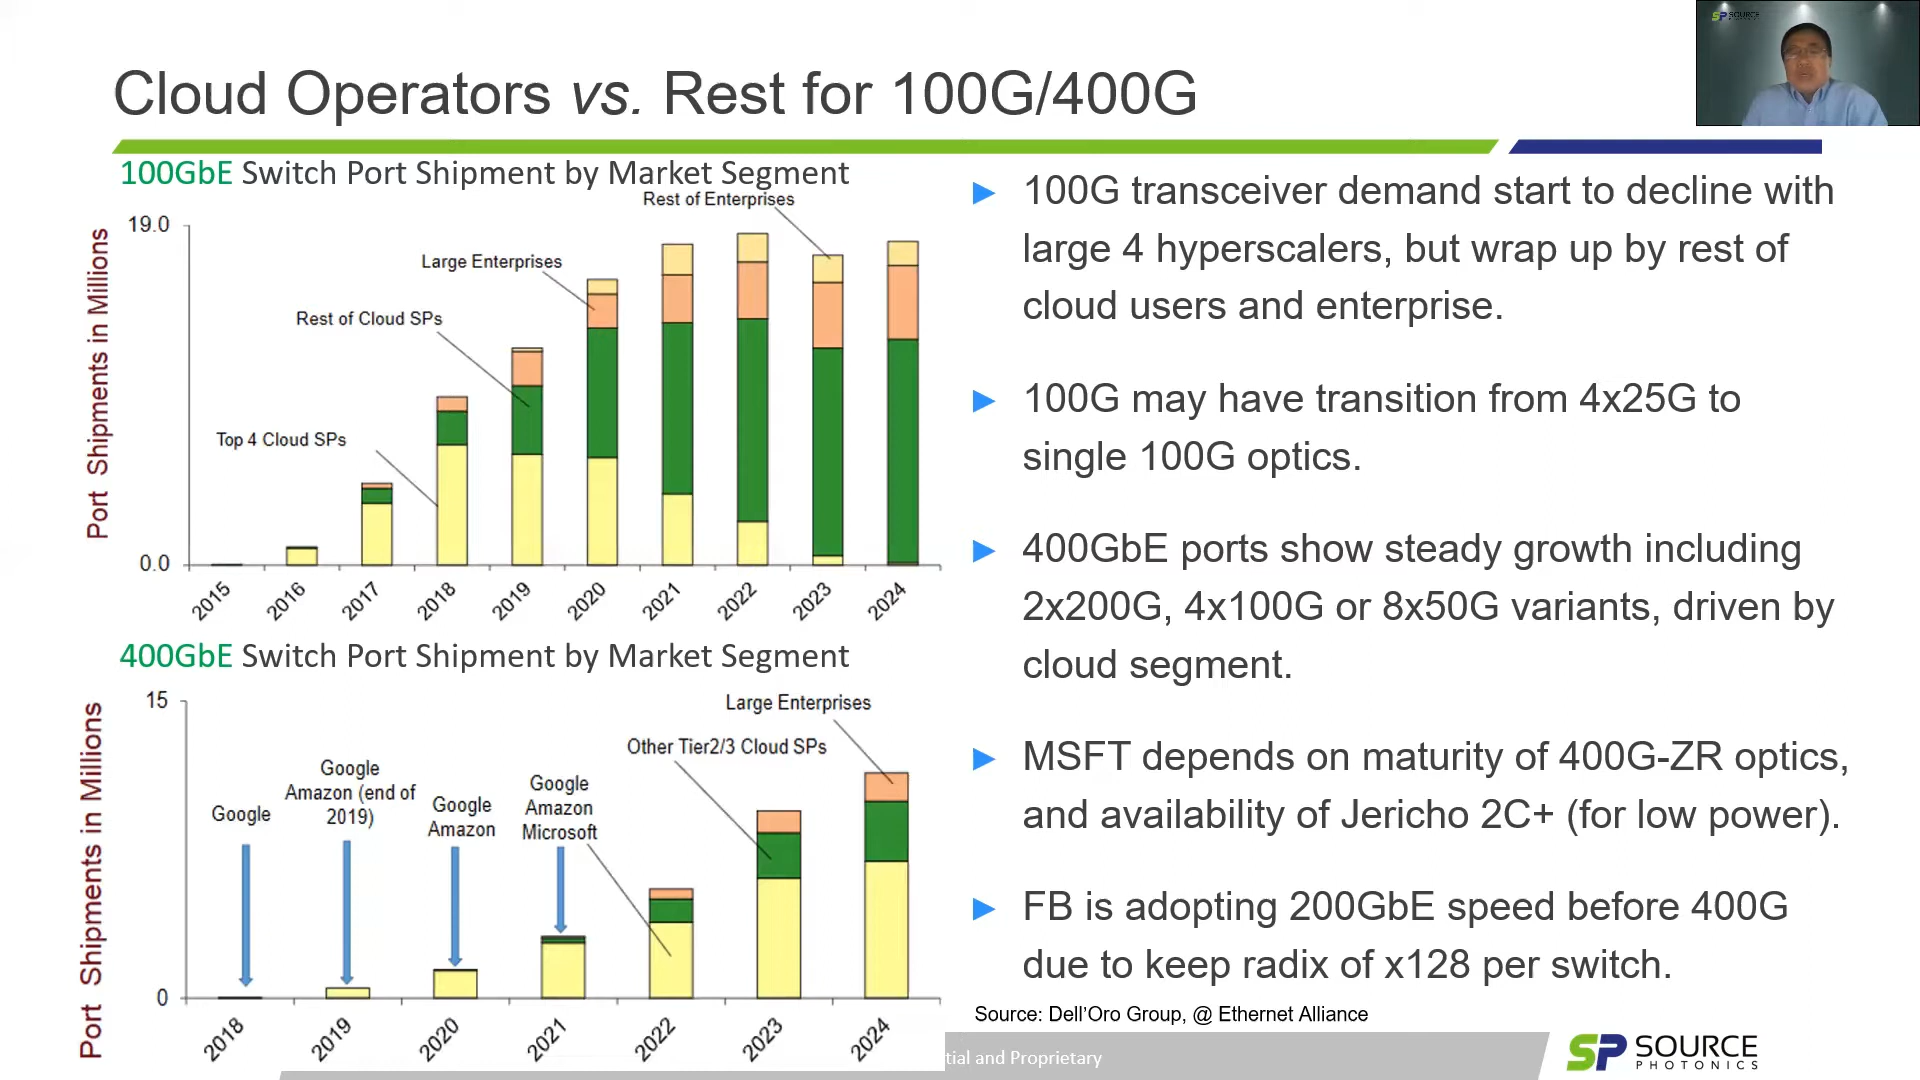 SP SOURCE
Cloud Operators vs. Rest for 100G/400G
100GbE Switch Port Shipment by Market Segment
Port Shipments in Millions
19.0
0.0
Rest of Enterprises
Large Enterprises
Rest of Cloud SPs
Top 4 Cloud SPs
2015 2016 2017 2018 2019 2020 2021 2022 2023 2024
400GbE Switch Port Shipment by Market Segment
Port Shipments in Millions
15
0
Large Enterprises
Other Tier2/3 Cloud SPs
Google
Google
Amazon (end of
2019)
Google
Amazon
Google
Amazon
Microsoft
2018 2019 2020 2021 2022 2023 2024
100G transceiver demand start to decline with
large 4 hyperscalers, but wrap up by rest of
cloud users and enterprise.
100G may have transition from 4x25G to
single 100G optics.
400GbE ports show steady growth including
2x200G, 4x100G or 8x50G variants, driven by
cloud segment.
MSFT depends on maturity of 400G-ZR optics,
and availability of Jericho 2C+ (for low power).
FB is adopting 200GbE speed before 400G
due to keep radix of x128 per switch.
Source: Dell’Oro Group, @ Ethernet Alliance
tial and Proprietary
SP SOURCE
PHOTONICS